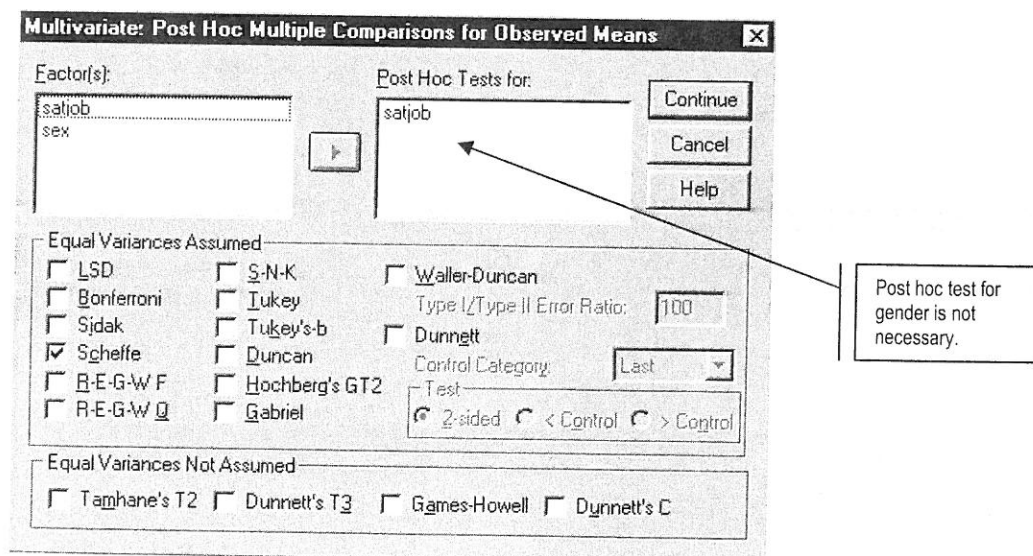 Multivariate: Post Hoc Multiple Comparisons for Observed Means
Factor(s):
satjob
sex
Post Hoc Tests for:
satjob
Continue
Cancel
Help
Equal Variances Assumed
LSD
Bonferroni
Sidak
Scheffe
R-E-G-W F
R-E-G-W Q
S-N-K
Tukey
Tukey's-b
Duncan
Hochberg's GT2
Gabriel
Waller-Duncan
Type I/Type II Error Ratio: 100
Dunnett
Control Category: Last
Test
2-sided < Control > Control
Equal Variances Not Assumed
Tamhane's T2 Dunnett's T3 Games-Howell Dunnett's C
Post hoc test for
gender is not
necessary.